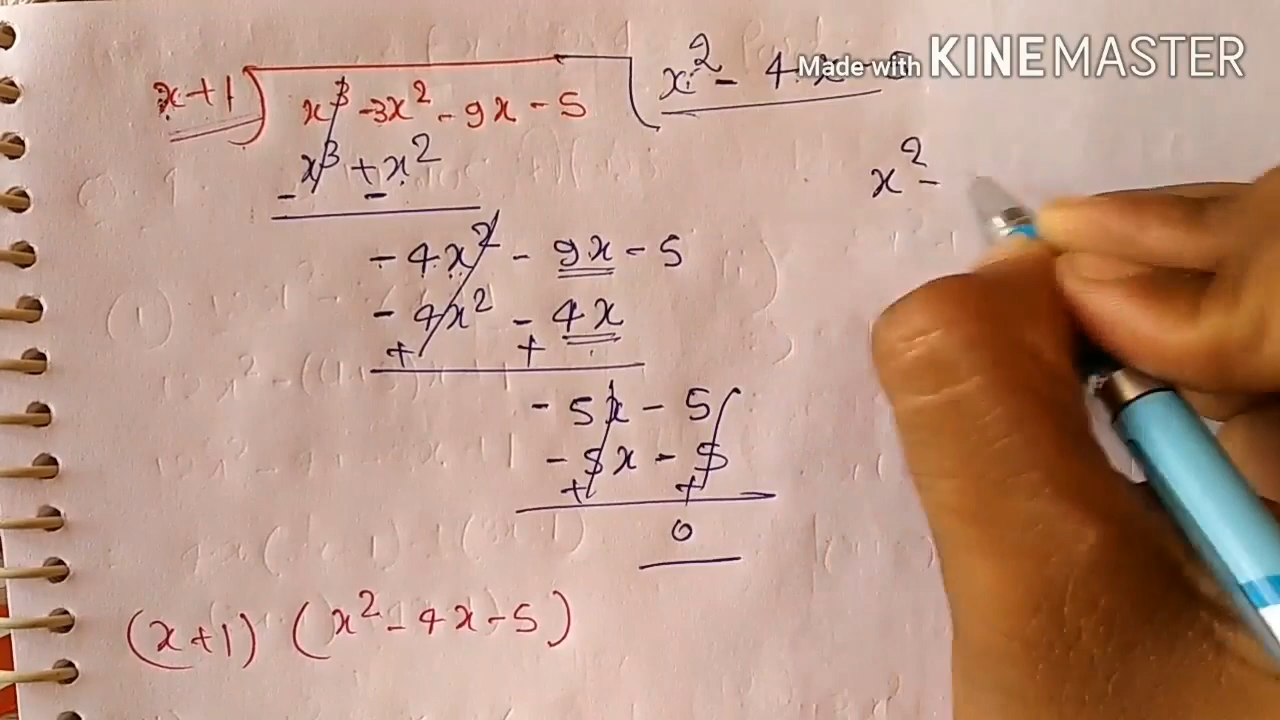 x+1) x³ -3x² - 9x - 5 ( x² - 4x - 5
Made with KINEMASTER
x³ + x²
- -
x² -
- 4x² - 9x - 5
- 4x² - 4x
+ +
- 5x - 5
- 5x - 5
+ +
0
(x+1) (x² - 4x - 5)